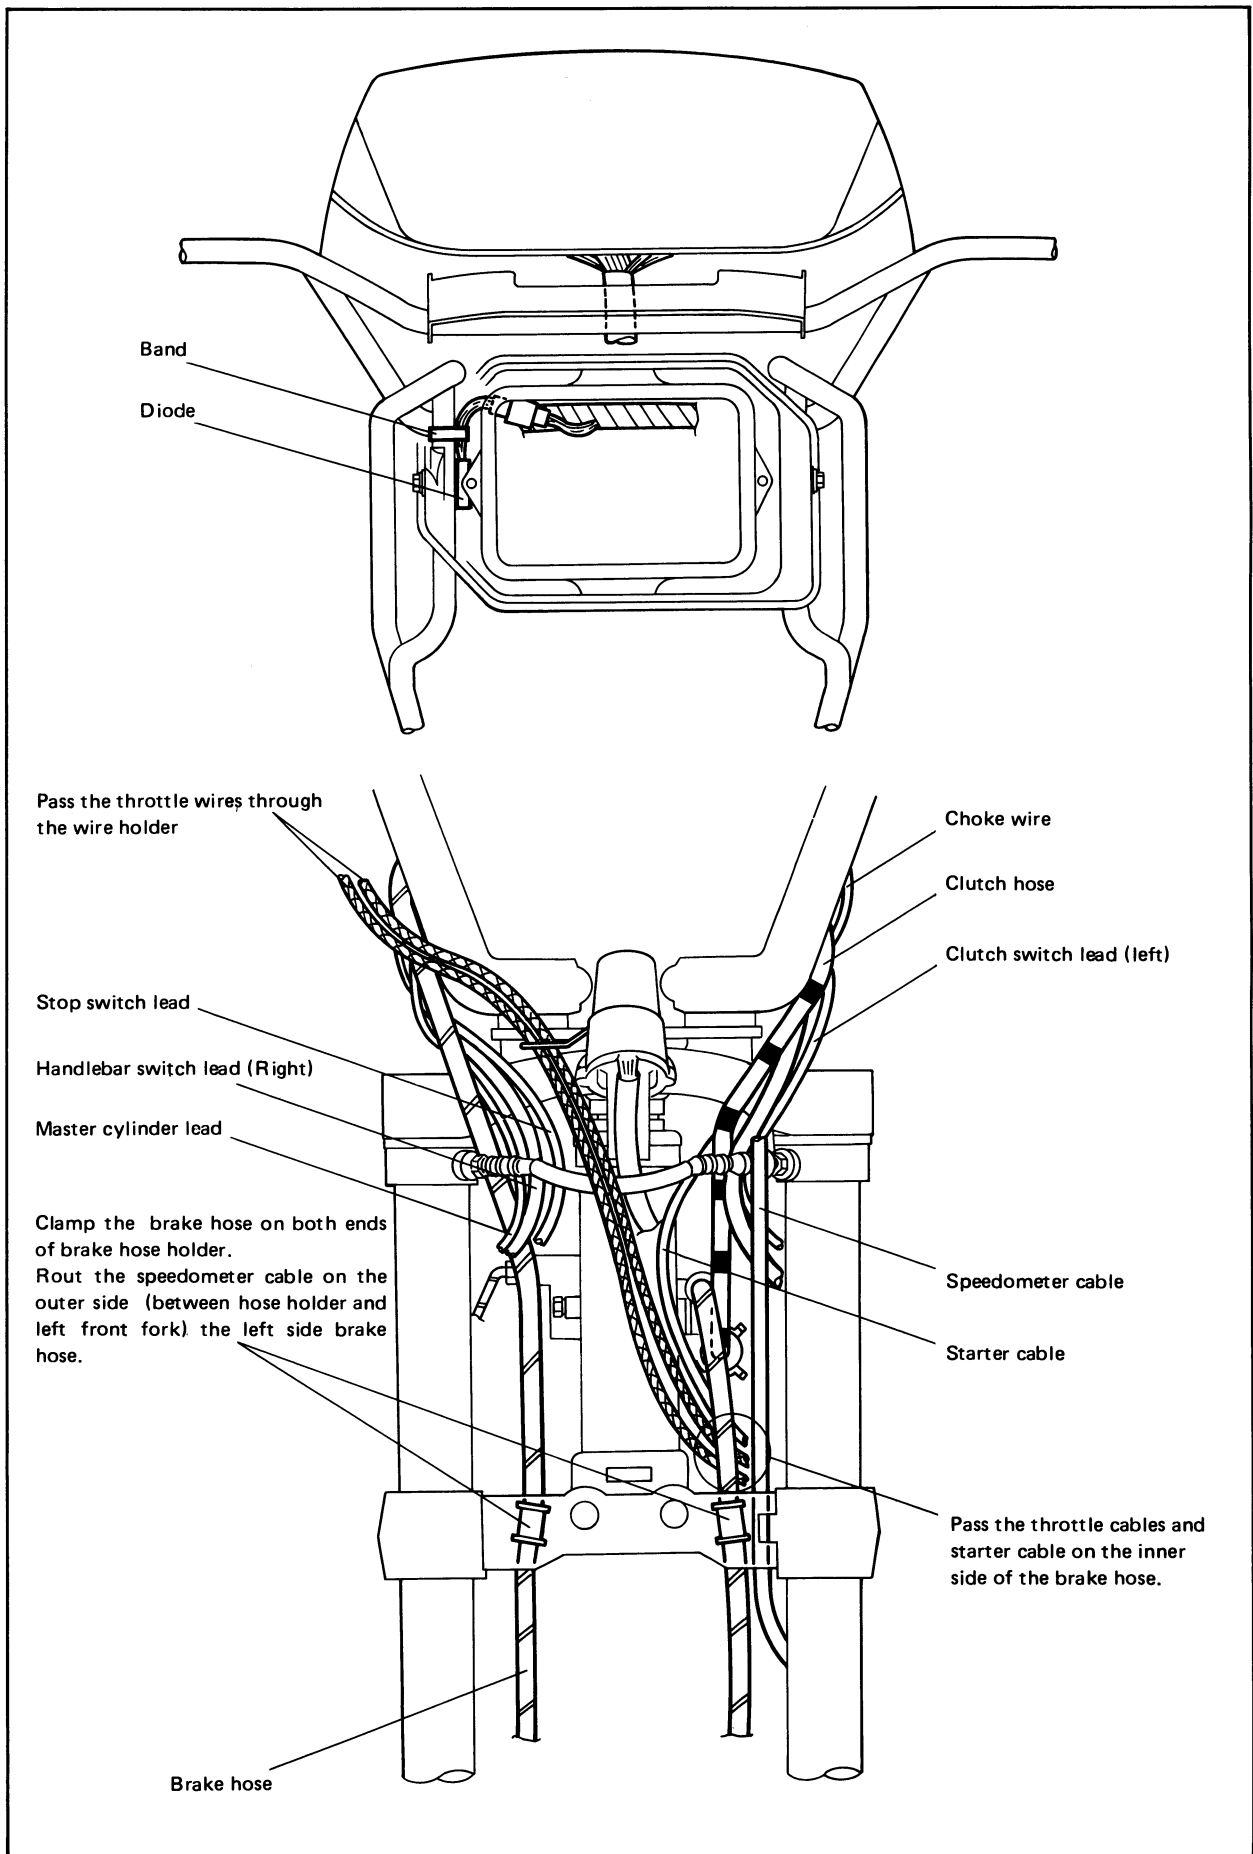 Band
Diode
Pass the throttle wires through
the wire holder
Choke wire
Clutch hose
Clutch switch lead (left)
Stop switch lead
Handlebar switch lead (Right)
Master cylinder lead
Clamp the brake hose on both ends
of brake hose holder.
Rout the speedometer cable on the
outer side (between hose holder and
left front fork) the left side brake
hose.
Speedometer cable
Starter cable
Pass the throttle cables and
starter cable on the inner
side of the brake hose.
Brake hose